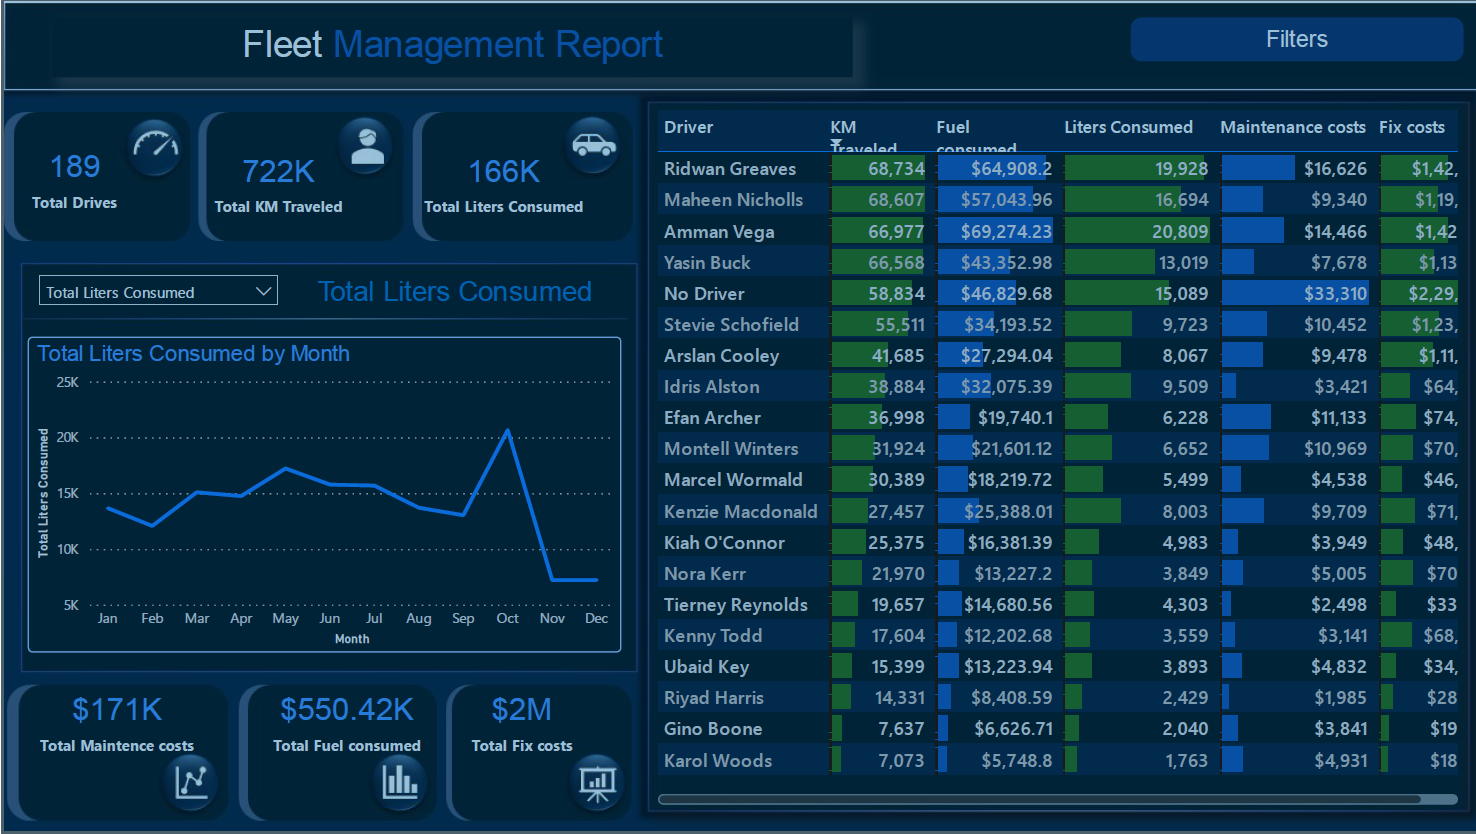 Fleet Management Report
Filters
189
Total Drives
722K
Total KM Traveled
166K
Total Liters Consumed
Total Liters Consumed
Total Liters Consumed
Total Liters Consumed by Month
Total Liters Consumed
25K
20K
15K
10K
5K
Jan Feb Mar Apr May Jun Jul Aug Sep Oct Nov Dec
Month
$171K
Total Maintence costs
$550.42K
Total Fuel consumed
$2M
Total Fix costs
Driver KM Traveled Fuel consumed Liters Consumed Maintenance costs Fix costs
Ridwan Greaves 68,734 $64,908.2 19,928 $16,626 $1,42,
Maheen Nicholls 68,607 $57,043.96 16,694 $9,340 $1,19,
Amman Vega 66,977 $69,274.23 20,809 $14,466 $1,42
Yasin Buck 66,568 $43,352.98 13,019 $7,678 $1,13
No Driver 58,834 $46,829.68 15,089 $33,310 $2,29,
Stevie Schofield 55,511 $34,193.52 9,723 $10,452 $1,23,
Arslan Cooley 41,685 $27,294.04 8,067 $9,478 $1,11,
Idris Alston 38,884 $32,075.39 9,509 $3,421 $64,
Efan Archer 36,998 $19,740.1 6,228 $11,133 $74,
Montell Winters 31,924 $21,601.12 6,652 $10,969 $70,
Marcel Wormald 30,389 $18,219.72 5,499 $4,538 $46,
Kenzie Macdonald 27,457 $25,388.01 8,003 $9,709 $71,
Kiah O'Connor 25,375 $16,381.39 4,983 $3,949 $48,
Nora Kerr 21,970 $13,227.2 3,849 $5,005 $70
Tierney Reynolds 19,657 $14,680.56 4,303 $2,498 $33
Kenny Todd 17,604 $12,202.68 3,559 $3,141 $68,
Ubaid Key 15,399 $13,223.94 3,893 $4,832 $34,
Riyad Harris 14,331 $8,408.59 2,429 $1,985 $28
Gino Boone 7,637 $6,626.71 2,040 $3,841 $19
Karol Woods 7,073 $5,748.8 1,763 $4,931 $18